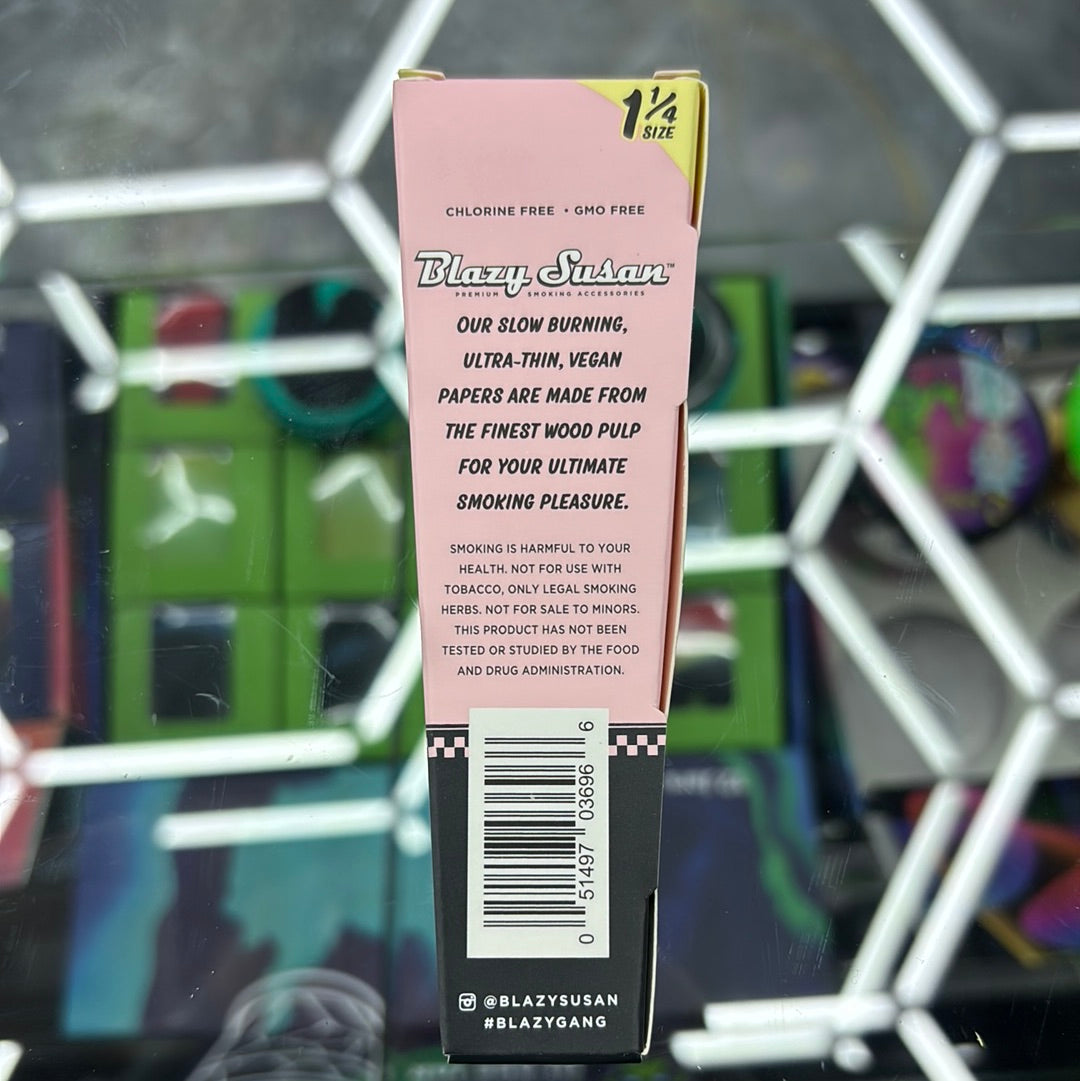 1 1/4
SIZE
CHLORINE FREE • GMO FREE
Blazy Susan™
PREMIUM SMOKING ACCESSORIES
OUR SLOW BURNING,
ULTRA-THIN, VEGAN
PAPERS ARE MADE FROM
THE FINEST WOOD PULP
FOR YOUR ULTIMATE
SMOKING PLEASURE.
SMOKING IS HARMFUL TO YOUR
HEALTH. NOT FOR USE WITH
TOBACCO, ONLY LEGAL SMOKING
HERBS. NOT FOR SALE TO MINORS.
THIS PRODUCT HAS NOT BEEN
TESTED OR STUDIED BY THE FOOD
AND DRUG ADMINISTRATION.
0 51497 03696 6
@BLAZYSUSAN
#BLAZYGANG